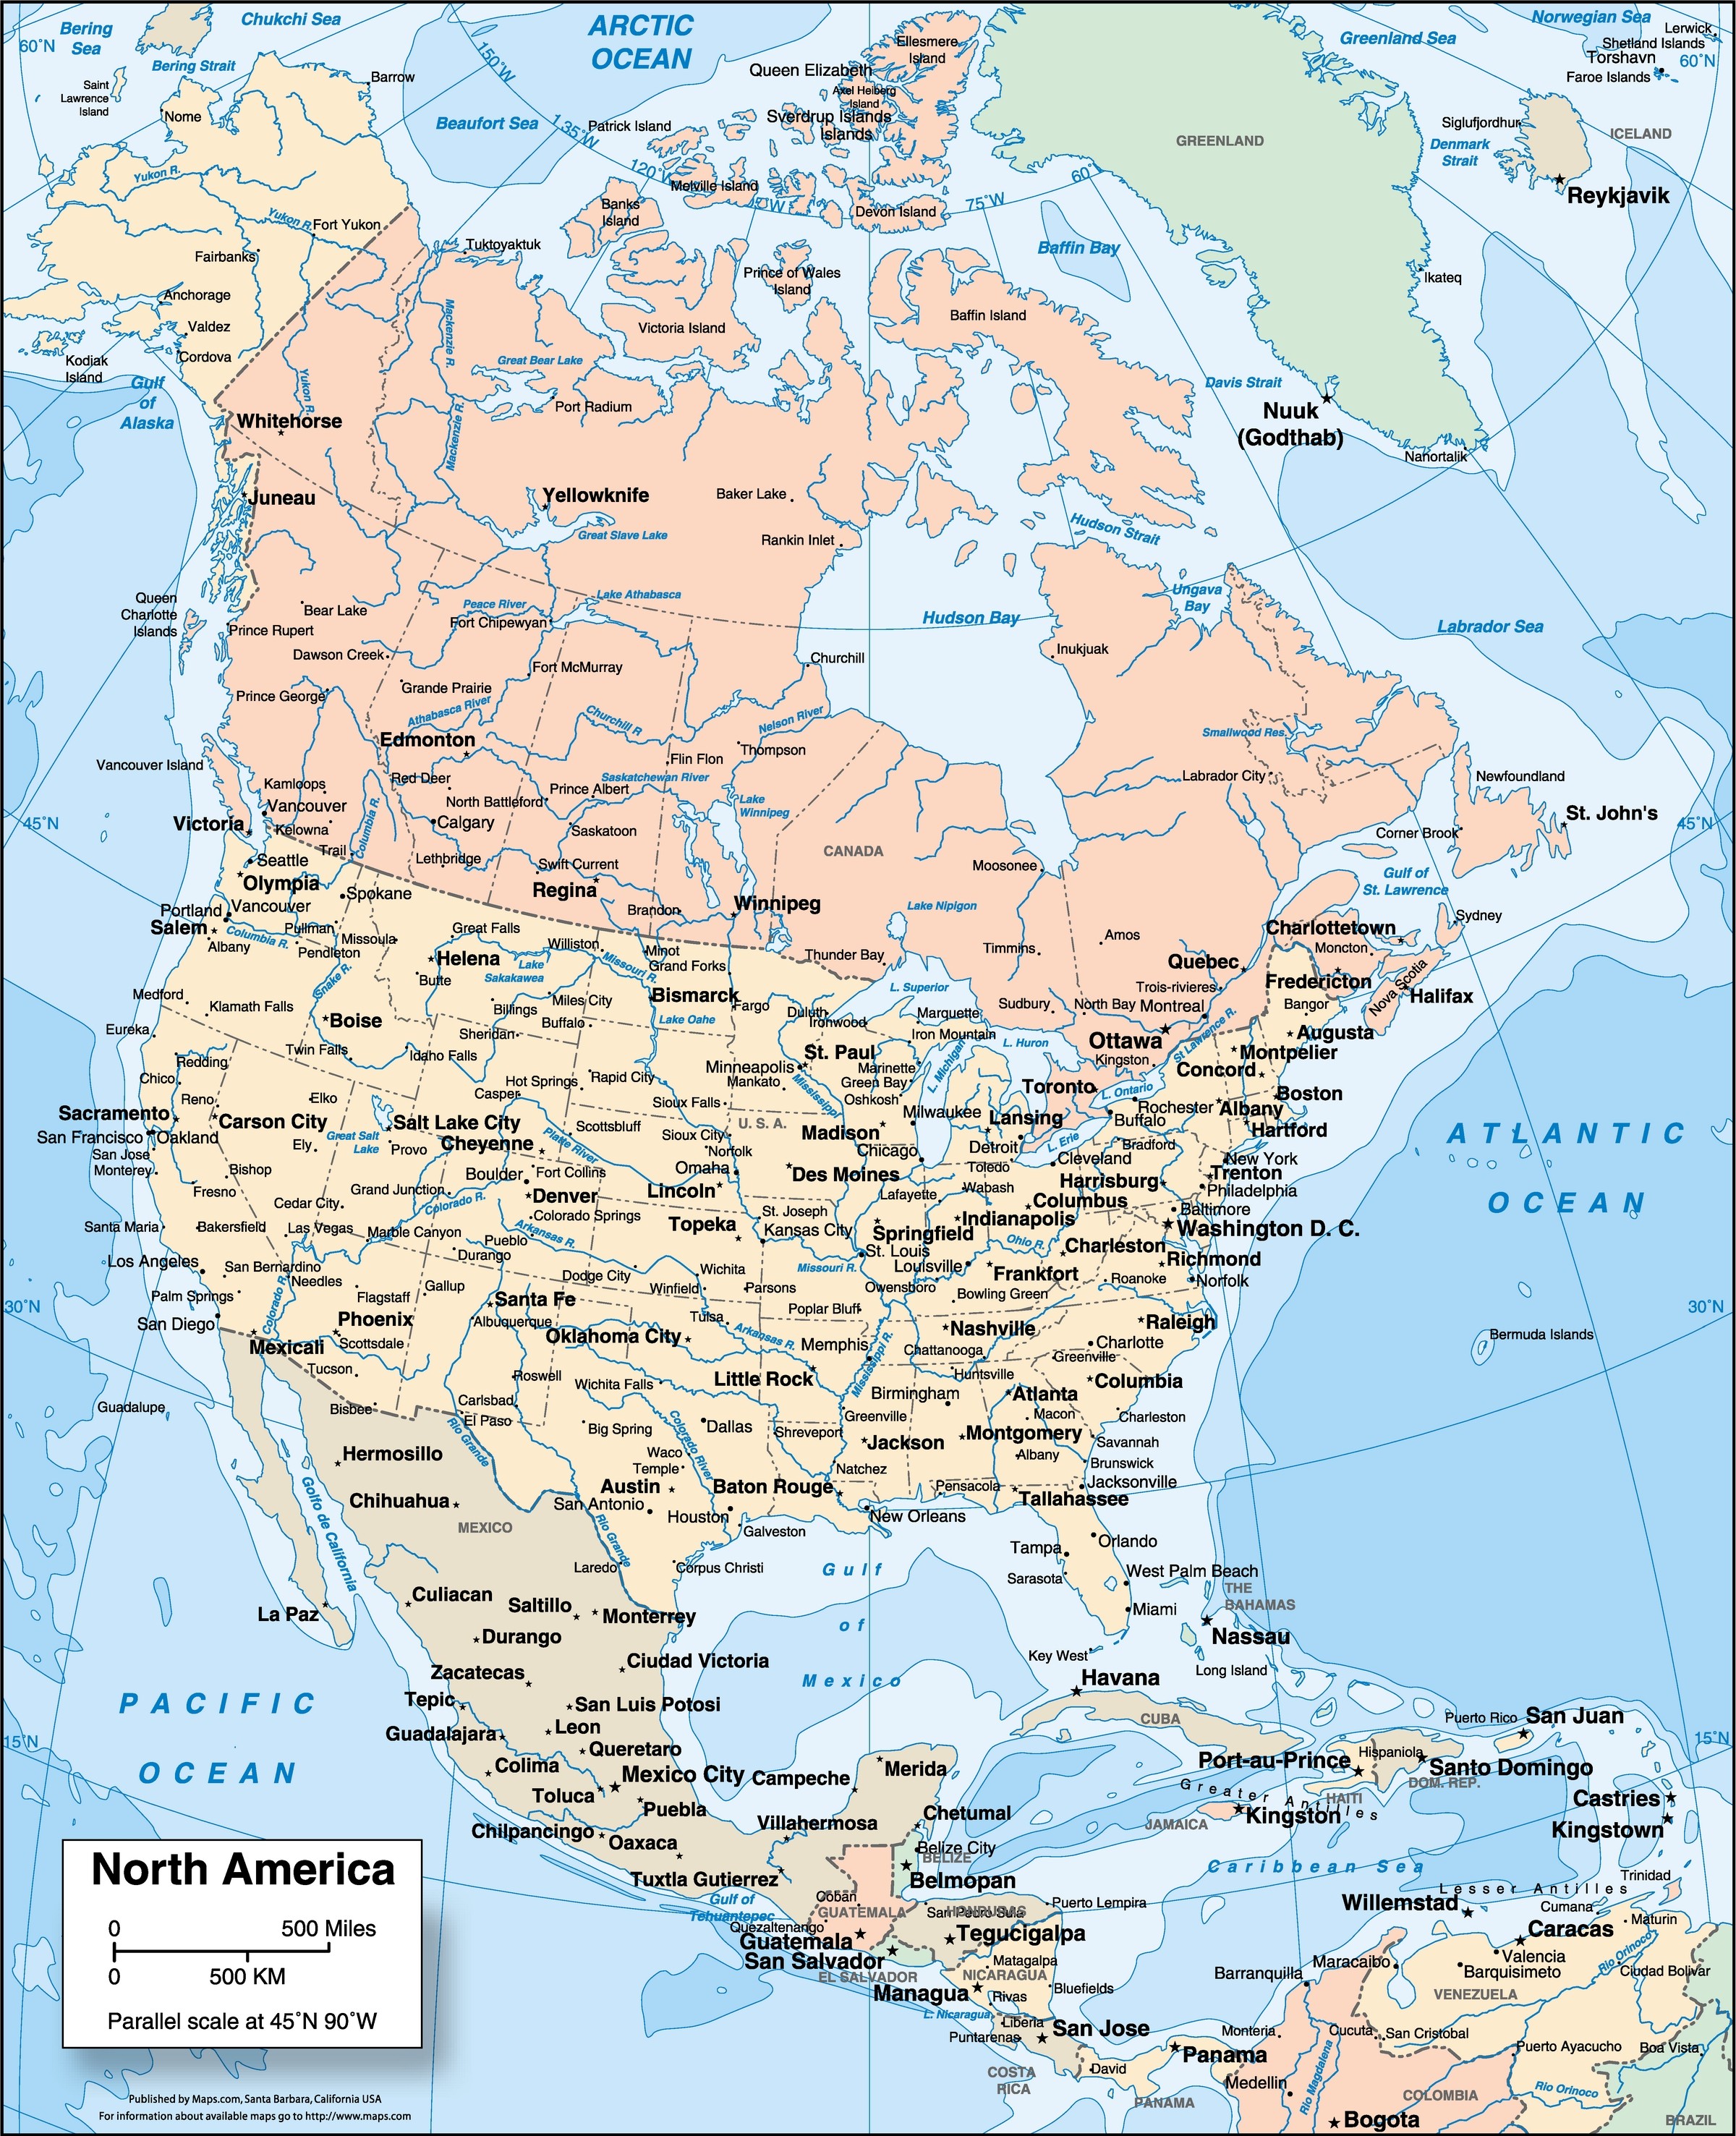 Bering
Sea
Chukchi Sea
ARCTIC
OCEAN
Norwegian Sea
Lerwick
Shetland Islands
Torshavn
Faroe Islands
60°N
60°N
Bering Strait
Saint
Lawrence
Island
Nome
Barrow
Beaufort Sea
150°W
135°W
120°W
75°W
60°
Queen Elizabeth
Islands
Ellesmere
Island
Axel Heiberg
Island
Sverdrup Islands
Patrick Island
Melville Island
Banks
Island
Devon Island
Greenland Sea
GREENLAND
Siglufjordhur
ICELAND
Denmark
Strait
Reykjavik
Yukon R.
Yukon R.
Fort Yukon
Fairbanks
Tuktoyaktuk
Prince of Wales
Island
Baffin Bay
Ikateq
Anchorage
Valdez
Cordova
Kodiak
Island
Gulf
of
Alaska
Mackenzie R.
Victoria Island
Baffin Island
Great Bear Lake
Port Radium
Yukon R.
Whitehorse
Mackenzie R.
Davis Strait
Nuuk
(Godthab)
Nanortalik
Juneau
Yellowknife
Baker Lake
Great Slave Lake
Rankin Inlet
Hudson Strait
Queen
Charlotte
Islands
Bear Lake
Prince Rupert
Peace River
Lake Athabasca
Fort Chipewyan
Hudson Bay
Ungava
Bay
Labrador Sea
Dawson Creek
Fort McMurray
Churchill
Inukjuak
Prince George
Grande Prairie
Athabasca River
Churchill R
Nelson River
Smallwood Res.
Edmonton
Thompson
Flin Flon
Vancouver Island
Kamloops
Red Deer
Saskatchewan River
Prince Albert
North Battleford
Lake
Winnipeg
Labrador City
Newfoundland
Vancouver
Victoria
Kelowna
Columbia R.
Calgary
Saskatoon
45°N
St. John's
45°N
Corner Brook
Trail
Lethbridge
Swift Current
CANADA
Moosonee
Seattle
Olympia
Spokane
Regina
Brandon
Winnipeg
Lake Nipigon
Gulf of
St. Lawrence
Portland
Vancouver
Salem
Columbia R.
Pullman
Albany
Pendleton
Missoula
Great Falls
Williston
Minot
Grand Forks
Thunder Bay
Timmins
Amos
Charlottetown
Moncton
Sydney
Helena
Butte
Lake
Sakakawea
Missouri R.
Quebec
Fredericton
Nova Scotia
Halifax
Medford
Klamath Falls
Snake R.
Boise
Billings
Miles City
Bismarck
Fargo
Duluth
Ironwood
L. Superior
Marquette
Sudbury
North Bay
Trois-rivieres
Montreal
Bangor
Augusta
Eureka
Redding
Twin Falls
Idaho Falls
Sheridan
Buffalo
Lake Oahe
Iron Mountain
L. Huron
Ottawa
Kingston
St Lawrence R.
Montpelier
Concord
Chico
Reno
Elko
Hot Springs
Casper
Rapid City
Minneapolis
St. Paul
Mankato
Mississippi
Marinette
Green Bay
Oshkosh
L. Michigan
Toronto
L. Ontario
Boston
Sacramento
Carson City
Salt Lake City
Sioux Falls
U. S. A.
Milwaukee
Lansing
Rochester
Buffalo
Albany
Hartford
San Francisco
Oakland
San Jose
Monterey
Ely
Great Salt
Lake
Provo
Cheyenne
Scottsbluff
Platte River
Sioux City
Norfolk
Madison
Chicago
Detroit
L. Erie
Bradford
ATLANTIC
OCEAN
Bishop
Fresno
Boulder
Fort Collins
Omaha
Lincoln
Des Moines
Toledo
Cleveland
New York
Trenton
Cedar City
Grand Junction
Colorado R.
Denver
Colorado Springs
Lafayette
Wabash
Harrisburg
Columbus
Philadelphia
Baltimore
Santa Maria
Bakersfield
Las Vegas
Marble Canyon
Pueblo
Durango
Arkansas R.
Topeka
St. Joseph
Kansas City
Springfield
Indianapolis
Washington D. C.
St. Louis
Ohio R.
Charleston
Richmond
Los Angeles
San Bernardino
Needles
Gallup
Dodge City
Wichita
Missouri R.
Louisville
Frankfort
Roanoke
Norfolk
30°N
30°N
Palm Springs
Colorado R.
Flagstaff
Santa Fe
Winfield
Parsons
Owensboro
Bowling Green
San Diego
Phoenix
Scottsdale
Albuquerque
Tulsa
Poplar Bluff
Nashville
Raleigh
Mexicali
Oklahoma City
Arkansas R.
Memphis
Chattanooga
Charlotte
Greenville
Bermuda Islands
Tucson
Roswell
Wichita Falls
Little Rock
Mississippi R.
Huntsville
Birmingham
Atlanta
Columbia
Guadalupe
Bisbee
Carlsbad
El Paso
Big Spring
Dallas
Shreveport
Greenville
Macon
Charleston
Hermosillo
Rio Grande
Colorado River
Waco
Temple
Jackson
Montgomery
Albany
Savannah
Brunswick
Natchez
Chihuahua
Austin
San Antonio
Houston
Baton Rouge
Pensacola
Tallahassee
Jacksonville
New Orleans
MEXICO
Golfo de California
Rio Grande
Galveston
Laredo
Corpus Christi
Gulf
of
Mexico
Orlando
Tampa
Sarasota
West Palm Beach
THE
BAHAMAS
Miami
Culiacan
La Paz
Saltillo
Monterrey
Nassau
Durango
Key West
Long Island
Zacatecas
Ciudad Victoria
Havana
PACIFIC
OCEAN
Tepic
San Luis Potosi
CUBA
Puerto Rico
San Juan
15°N
15°N
Guadalajara
Leon
Queretaro
Colima
Toluca
Mexico City
Campeche
Merida
Port-au-Prince
Hispaniola
Santo Domingo
DOM. REP.
HAITI
Greater Antilles
Castries
Puebla
Chilpancingo
Oaxaca
Villahermosa
Chetumal
JAMAICA
Kingston
Kingstown
Tuxtla Gutierrez
Belize City
BELIZE
Belmopan
Caribbean Sea
Gulf of
Tehuantepec
Coban
GUATEMALA
San Pedro Sula
HONDURAS
Puerto Lempira
Willemstad
Lesser Antilles
Trinidad
Quezaltenango
Guatemala
Tegucigalpa
Cumana
Maturin
Caracas
San Salvador
EL SALVADOR
Matagalpa
NICARAGUA
Maracaibo
Valencia
Barquisimeto
Rio Orinoco
Ciudad Bolivar
Barranquilla
Managua
Rivas
Bluefields
VENEZUELA
L. Nicaragua
Liberia
Puntarenas
San Jose
Monteria
Cucuta
San Cristobal
Puerto Ayacucho
Boa Vista
COSTA
RICA
David
Panama
PANAMA
Medellin
Rio Magdalena
COLOMBIA
Rio Orinoco
Bogota
BRAZIL
North America
0 500 Miles
0 500 KM
Parallel scale at 45°N 90°W
Published by Maps.com, Santa Barbara, California USA
For information about available maps go to http://www.maps.com